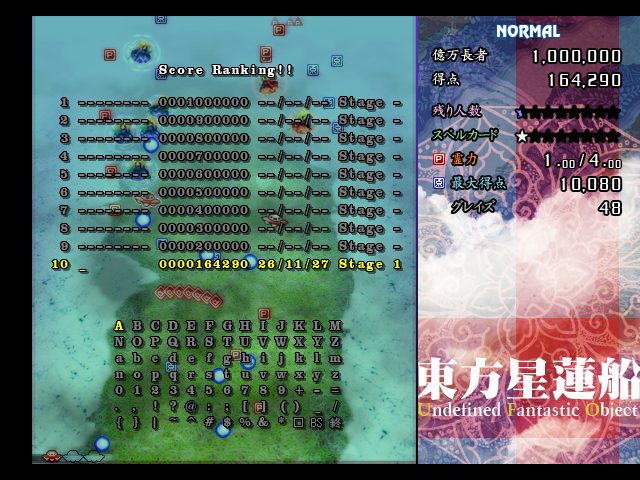 Score Ranking!!
1 -------- 0001000000 --/--/-- Stage -
2 -------- 0000900000 --/--/-- Stage -
3 -------- 0000800000 --/--/-- Stage -
4 -------- 0000700000 --/--/-- Stage -
5 -------- 0000600000 --/--/-- Stage -
6 -------- 0000500000 --/--/-- Stage -
7 -------- 0000400000 --/--/-- Stage -
8 -------- 0000300000 --/--/-- Stage -
9 -------- 0000200000 --/--/-- Stage -
10 _ 0000164290 26/11/27 Stage 1
A B C D E F G H I J K L M
N O P Q R S T U V W X Y Z
a b c d e f g h i j k l m
n o p q r s t u v w x y z
0 1 2 3 4 5 6 7 8 9 + - =
. , ! ? @ : ; [ ] ( ) _ /
{ } | ~ ^ # $ % & * □ BS 終
NORMAL
億万長者 1,000,000
得点 164,290
残り人数
スペルカード
P 霊力 1.00/4.00
最大得点 10,080
グレイズ 48
東方星蓮船
Undefined Fantastic Object